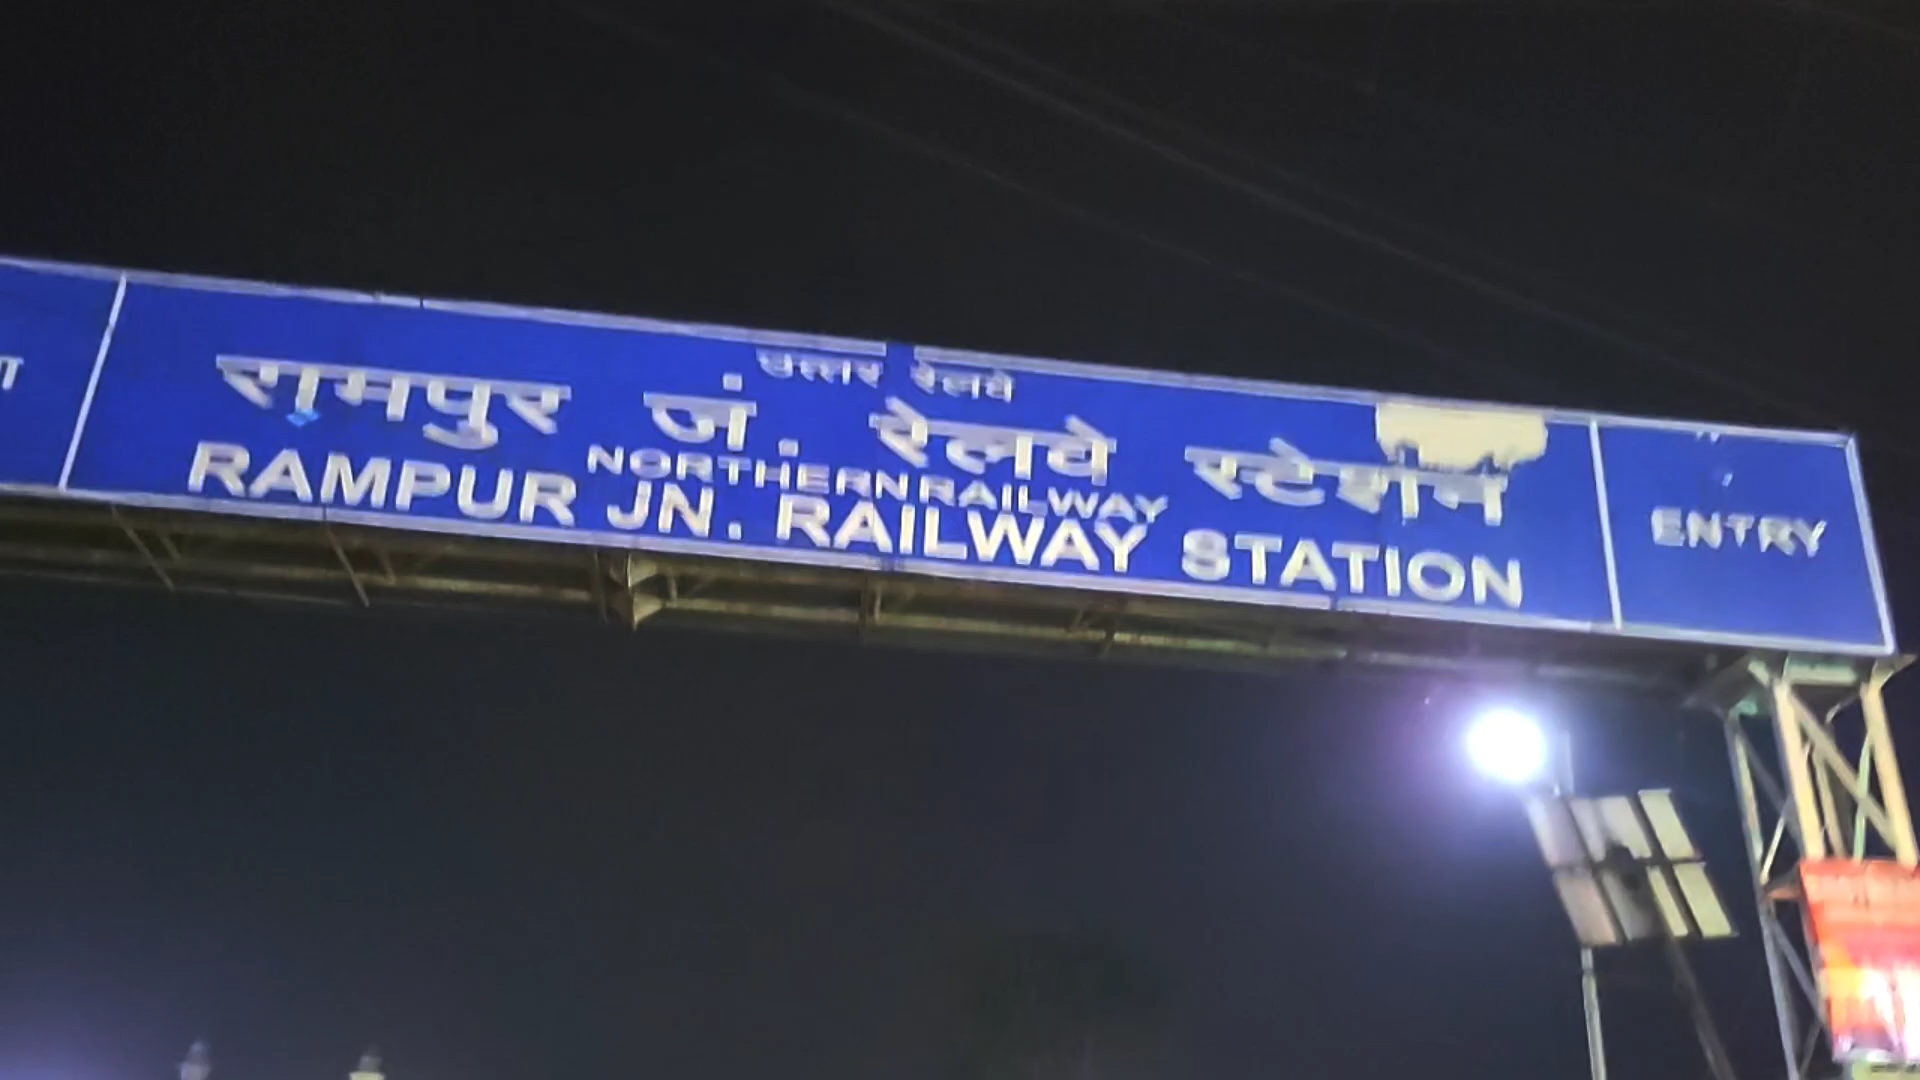 उत्तर रेलवे
रामपुर जं. रेलवे स्टेशन
NORTHERN RAILWAY
RAMPUR JN. RAILWAY STATION
ENTRY